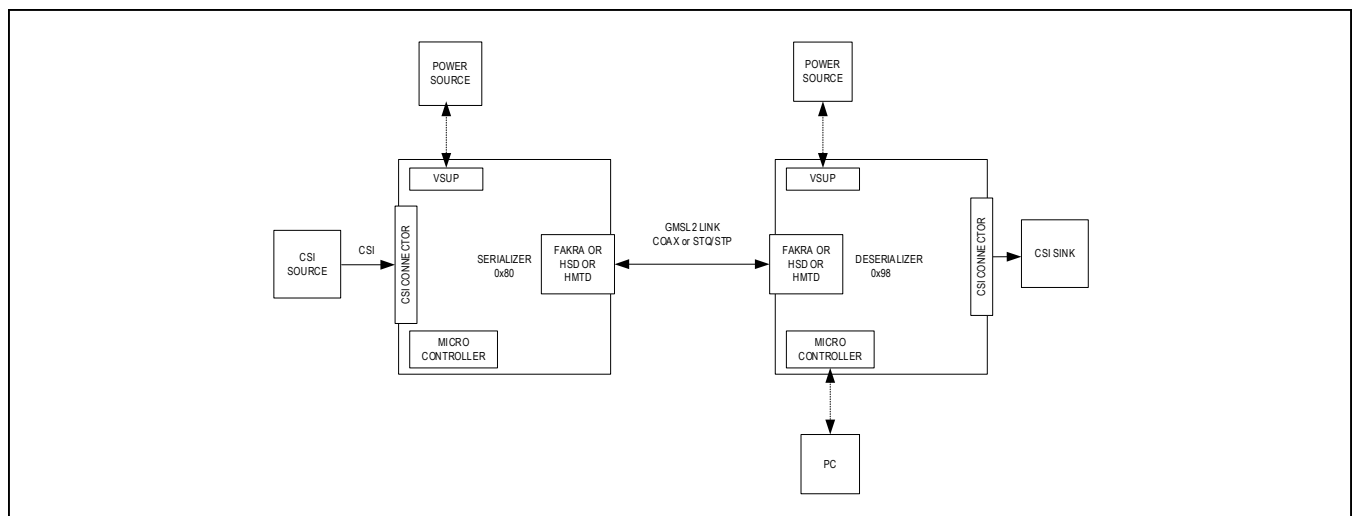 POWER
SOURCE
POWER
SOURCE
VSUP
VSUP
CSI
SOURCE
CSI
CSI CONNECTOR
SERIALIZER
0x80
FAKRA OR
HSD OR
HMTD
GMSL2 LINK
COAX or STQ/STP
FAKRA OR
HSD OR
HMTD
DESERIALIZER
0x98
CSI CONNECTOR
CSI SINK
MICRO
CONTROLLER
MICRO
CONTROLLER
PC